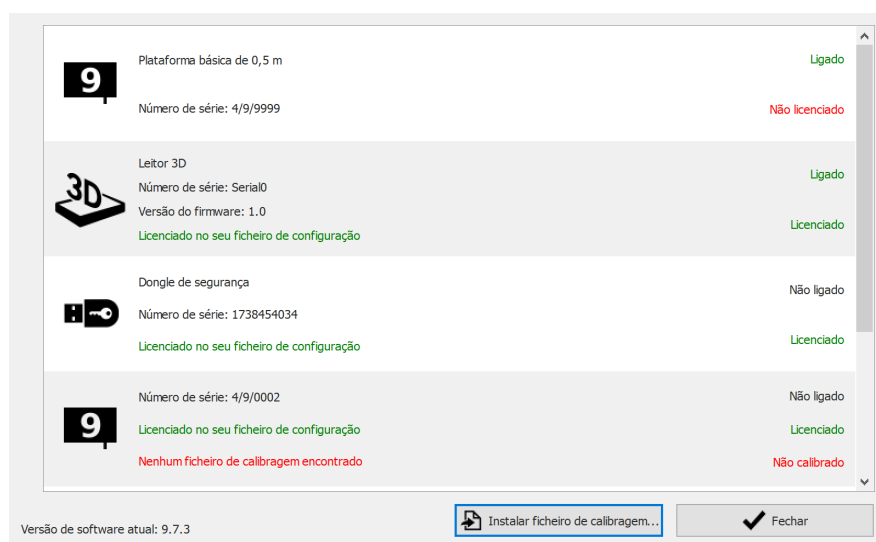 9
Plataforma básica de 0,5 m
Ligado
Número de série: 4/9/9999
Não licenciado
3D
Leitor 3D
Número de série: Serial0
Ligado
Versão do firmware: 1.0
Licenciado
Licenciado no seu ficheiro de configuração
Dongle de segurança
Não ligado
Número de série: 1738454034
Licenciado no seu ficheiro de configuração
Licenciado
9
Número de série: 4/9/0002
Não ligado
Licenciado no seu ficheiro de configuração
Licenciado
Nenhum ficheiro de calibragem encontrado
Não calibrado
Versão de software atual: 9.7.3
Instalar ficheiro de calibragem...
Fechar